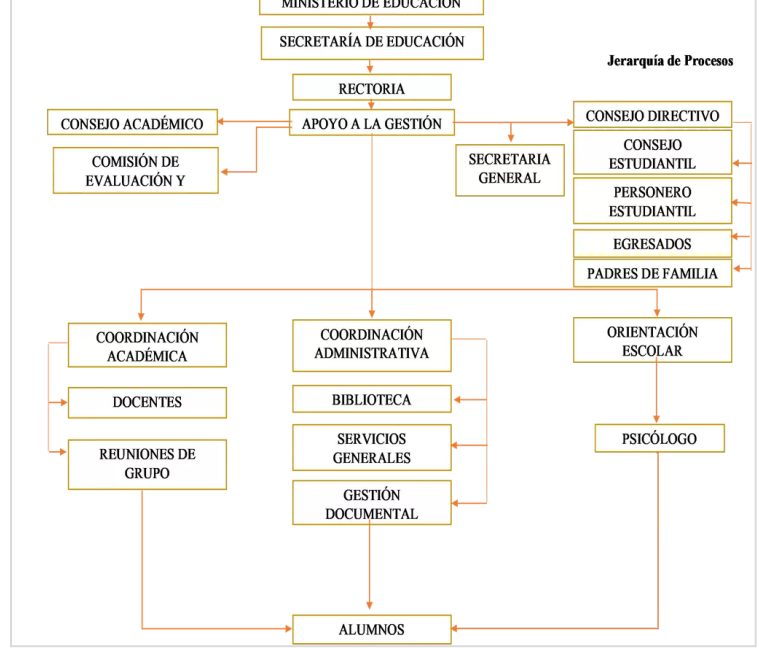 MINISTERIO DE EDUCACIÓN
SECRETARÍA DE EDUCACIÓN
Jerarquía de Procesos
RECTORIA
CONSEJO ACADÉMICO
APOYO A LA GESTIÓN
CONSEJO DIRECTIVO
COMISIÓN DE
EVALUACIÓN Y
SECRETARIA
GENERAL
CONSEJO
ESTUDIANTIL
PERSONERO
ESTUDIANTIL
EGRESADOS
PADRES DE FAMILIA
COORDINACIÓN
ACADÉMICA
COORDINACIÓN
ADMINISTRATIVA
ORIENTACIÓN
ESCOLAR
DOCENTES
BIBLIOTECA
REUNIONES DE
GRUPO
SERVICIOS
GENERALES
PSICÓLOGO
GESTIÓN
DOCUMENTAL
ALUMNOS